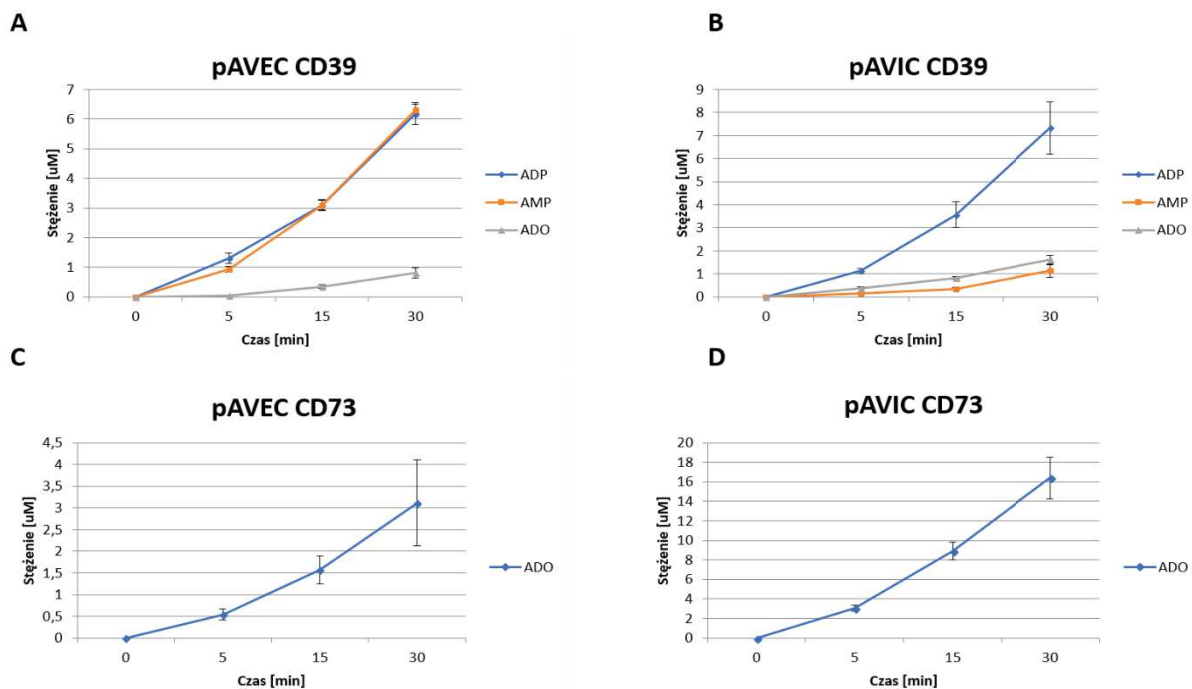 A
pAVEC CD39
7
6
5
4
3
2
1
0
Stężenie [uM]
0 5 15 30
Czas [min]
ADP
AMP
ADO
B
pAVIC CD39
9
8
7
6
5
4
3
2
1
0
Stężenie [uM]
0 5 15 30
Czas [min]
ADP
AMP
ADO
C
pAVEC CD73
4,5
4
3,5
3
2,5
2
1,5
1
0,5
0
Stężenie [uM]
0 5 15 30
Czas [min]
ADO
D
pAVIC CD73
20
18
16
14
12
10
8
6
4
2
0
Stężenie [uM]
0 5 15 30
Czas [min]
ADO